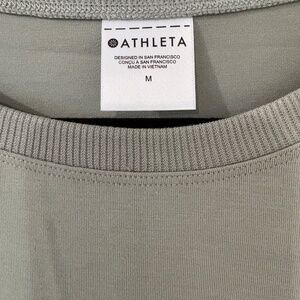 ATHLETA
DESIGNED IN SAN FRANCISCO
CONÇU À SAN FRANCISCO
MADE IN VIETNAM
M